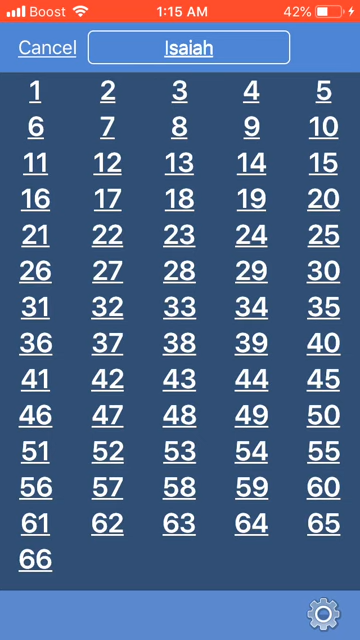 Boost 1:15 AM 42%
Cancel Isaiah
1 2 3 4 5
6 7 8 9 10
11 12 13 14 15
16 17 18 19 20
21 22 23 24 25
26 27 28 29 30
31 32 33 34 35
36 37 38 39 40
41 42 43 44 45
46 47 48 49 50
51 52 53 54 55
56 57 58 59 60
61 62 63 64 65
66